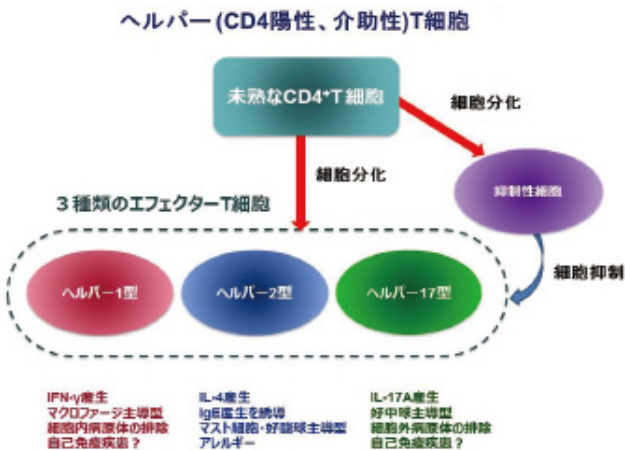 ヘルパー(CD4陽性、介助性)T細胞
未熟なCD4⁺T細胞
細胞分化
細胞分化
抑制性細胞
3種類のエフェクターT細胞
細胞抑制
ヘルパー1型
ヘルパー2型
ヘルパー17型
IFN-γ産生
マクロファージ主導型
細胞内病原体の排除
自己免疫疾患？
IL-4産生
IgE産生を誘導
マスト細胞・好酸球主導型
アレルギー
IL-17A産生
好中球主導型
細胞外病原体の排除
自己免疫疾患？